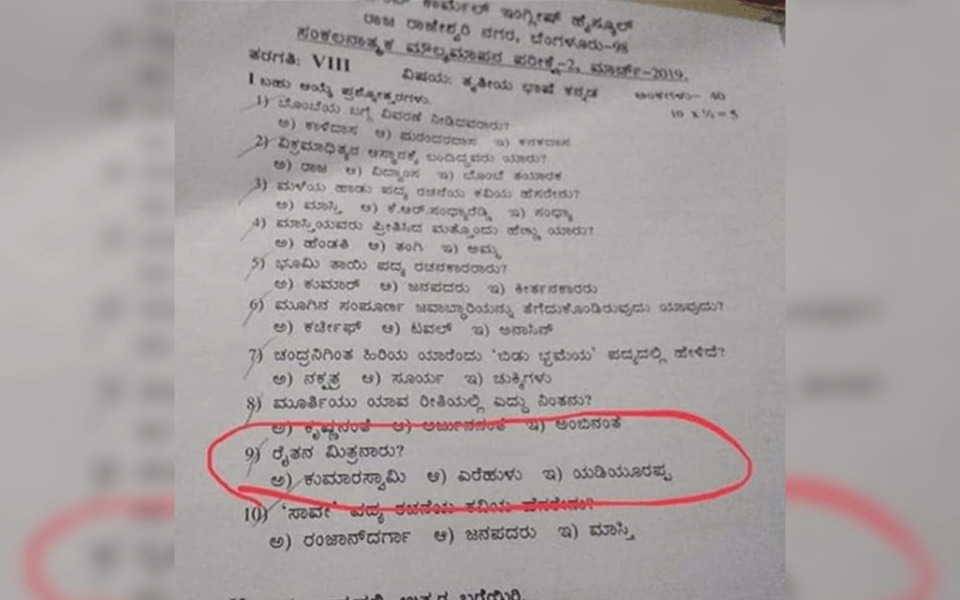 ಕಾರ್ಮೆಲ್ ಇಂಗ್ಲೀಷ್ ಹೈಸ್ಕೂಲ್
ರಾಜ ರಾಜೇಶ್ವರಿ ನಗರ, ಬೆಂಗಳೂರು-98
ಸಂಕಲನಾತ್ಮಕ ಮೌಲ್ಯಮಾಪನ ಪರೀಕ್ಷೆ-2, ಮಾರ್ಚ್-2019.
ತರಗತಿ: VIII ವಿಷಯ: ತೃತೀಯ ಭಾಷೆ ಕನ್ನಡ ಅಂಕಗಳು- 40
I ಬಹು ಆಯ್ಕೆ ಪ್ರಶ್ನೋತ್ತರಗಳು. 10 x ½ = 5
1) ಬೊಂಬೆಯ ಬಗ್ಗೆ ವಿವರಣೆ ನೀಡಿದವರಾರು?
ಅ) ಕಾಳಿದಾಸ ಆ) ಪುರಂದರದಾಸ ಇ) ಕನಕದಾಸ
2) ವಿಕ್ರಮಾಧಿತ್ಯನ ಆಸ್ಥಾನಕ್ಕೆ ಬಂದಿದ್ದವರು ಯಾರು?
ಅ) ರಾಜ ಆ) ವಿದ್ವಾಂಸ ಇ) ಬೊಂಬೆ ತಯಾರಕ
3) ಮಳೆಯ ಹಾಡು ಪದ್ಯ ರಚನೆಯ ಕವಿಯ ಹೆಸರೇನು?
ಅ) ಮಾಸ್ತಿ ಆ) ಕೆ.ಆರ್.ಸಂಧ್ಯಾರೆಡ್ಡಿ ಇ) ಸಂಧ್ಯಾ
4) ಮಾಸ್ತಿಯವರು ಪ್ರೀತಿಸಿದ ಮತ್ತೊಂದು ಹೆಣ್ಣು ಯಾರು?
ಅ) ಹೆಂಡತಿ ಆ) ತಂಗಿ ಇ) ಅಮ್ಮ
5) ಭೂಮಿ ತಾಯಿ ಪದ್ಯ ರಚನಕಾರರಾರು?
ಅ) ಕುಮಾರ್ ಆ) ಜನಪದರು ಇ) ಕೀರ್ತನಕಾರರು
6) ಮೂಗಿನ ಸಂಪೂರ್ಣ ಜವಾಬ್ಧಾರಿಯನ್ನು ತೆಗೆದುಕೊಂಡಿರುವುದು ಯಾವುದು?
ಅ) ಕರ್ಚೀಫ್ ಆ) ಟವಲ್ ಇ) ಅನಾಸಿನ್
7) ಚಂದ್ರನಿಗಿಂತ ಹಿರಿಯ ಯಾರೆಂದು 'ಬಿಡು ಭ್ರಮೆಯ' ಪದ್ಯದಲ್ಲಿ ಹೇಳಿದೆ?
ಅ) ನಕ್ಷತ್ರ ಆ) ಸೂರ್ಯ ಇ) ಚುಕ್ಕಿಗಳು
8) ಮೂರ್ತಿಯು ಯಾವ ರೀತಿಯಲ್ಲಿ ಎದ್ದು ನಿಂತನು?
ಅ) ಕೃಷ್ಣನಂತೆ ಆ) ಅರ್ಜುನನಂತೆ ಇ) ಅಂಬಿನಂತೆ
9) ರೈತನ ಮಿತ್ರನಾರು?
ಅ) ಕುಮಾರಸ್ವಾಮಿ ಆ) ಎರೆಹುಳು ಇ) ಯಡಿಯೂರಪ್ಪ
10) 'ಸಾವೇ' ಪದ್ಯ ರಚನೆಯ ಕವಿಯ ಹೆಸರೇನು?
ಅ) ರಂಜಾನ್‌ದರ್ಗಾ ಆ) ಜನಪದರು ಇ) ಮಾಸ್ತಿ
ಉತ್ತರ ಬರೆಯಿರಿ.